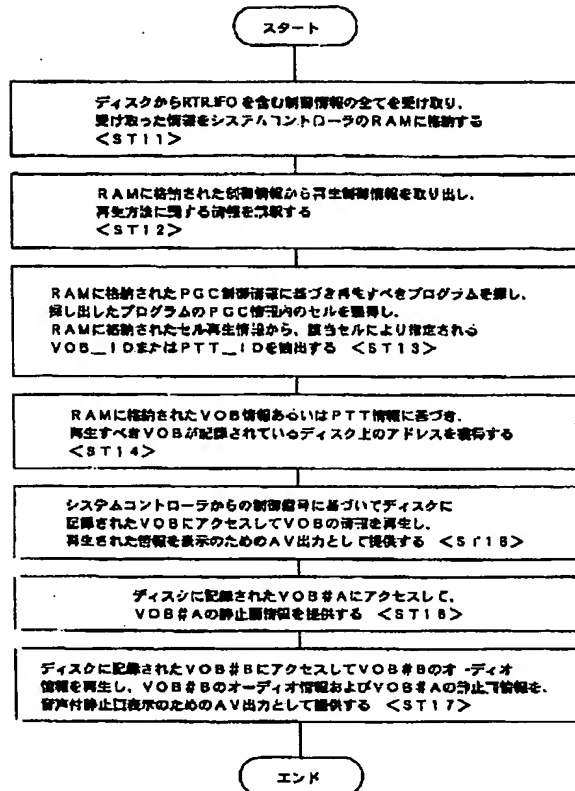 スタート
ディスクからRTR.IFOを含む制御情報の全てを受け取り、
受け取った情報をシステムコントローラのRAMに格納する
<ST11>
RAMに格納された制御情報から再生制御情報を取り出し、
再生方法に関する情報を解釈する
<ST12>
RAMに格納されたPGC制御情報に基づき再生すべきプログラムを探し、
探し出したプログラムのPGC情報内のセルを獲得し、
RAMに格納されたセル再生情報から、該当セルにより指定される
VOB_IDまたはPTT_IDを抽出する <ST13>
RAMに格納されたVOB情報あるいはPTT情報に基づき、
再生すべきVOBが記録されているディスク上のアドレスを獲得する
<ST14>
システムコントローラからの制御信号に基づいてディスクに
記録されたVOBにアクセスしてVOBの情報を再生し、
再生された情報を表示のためのAV出力として提供する
ディスクに記録されたVOB#Aにアクセスして、
VOB#Aの静止画情報を提供する <ST16>
ディスクに記録されたVOB#Bにアクセスして VOB#Bのオーディオ
情報を再生し、VOB#Bのオーディオ情報およびVOB#Aの静止画情報を、
音声付静止画表示のためのAV出力として提供する <ST17>
エンド